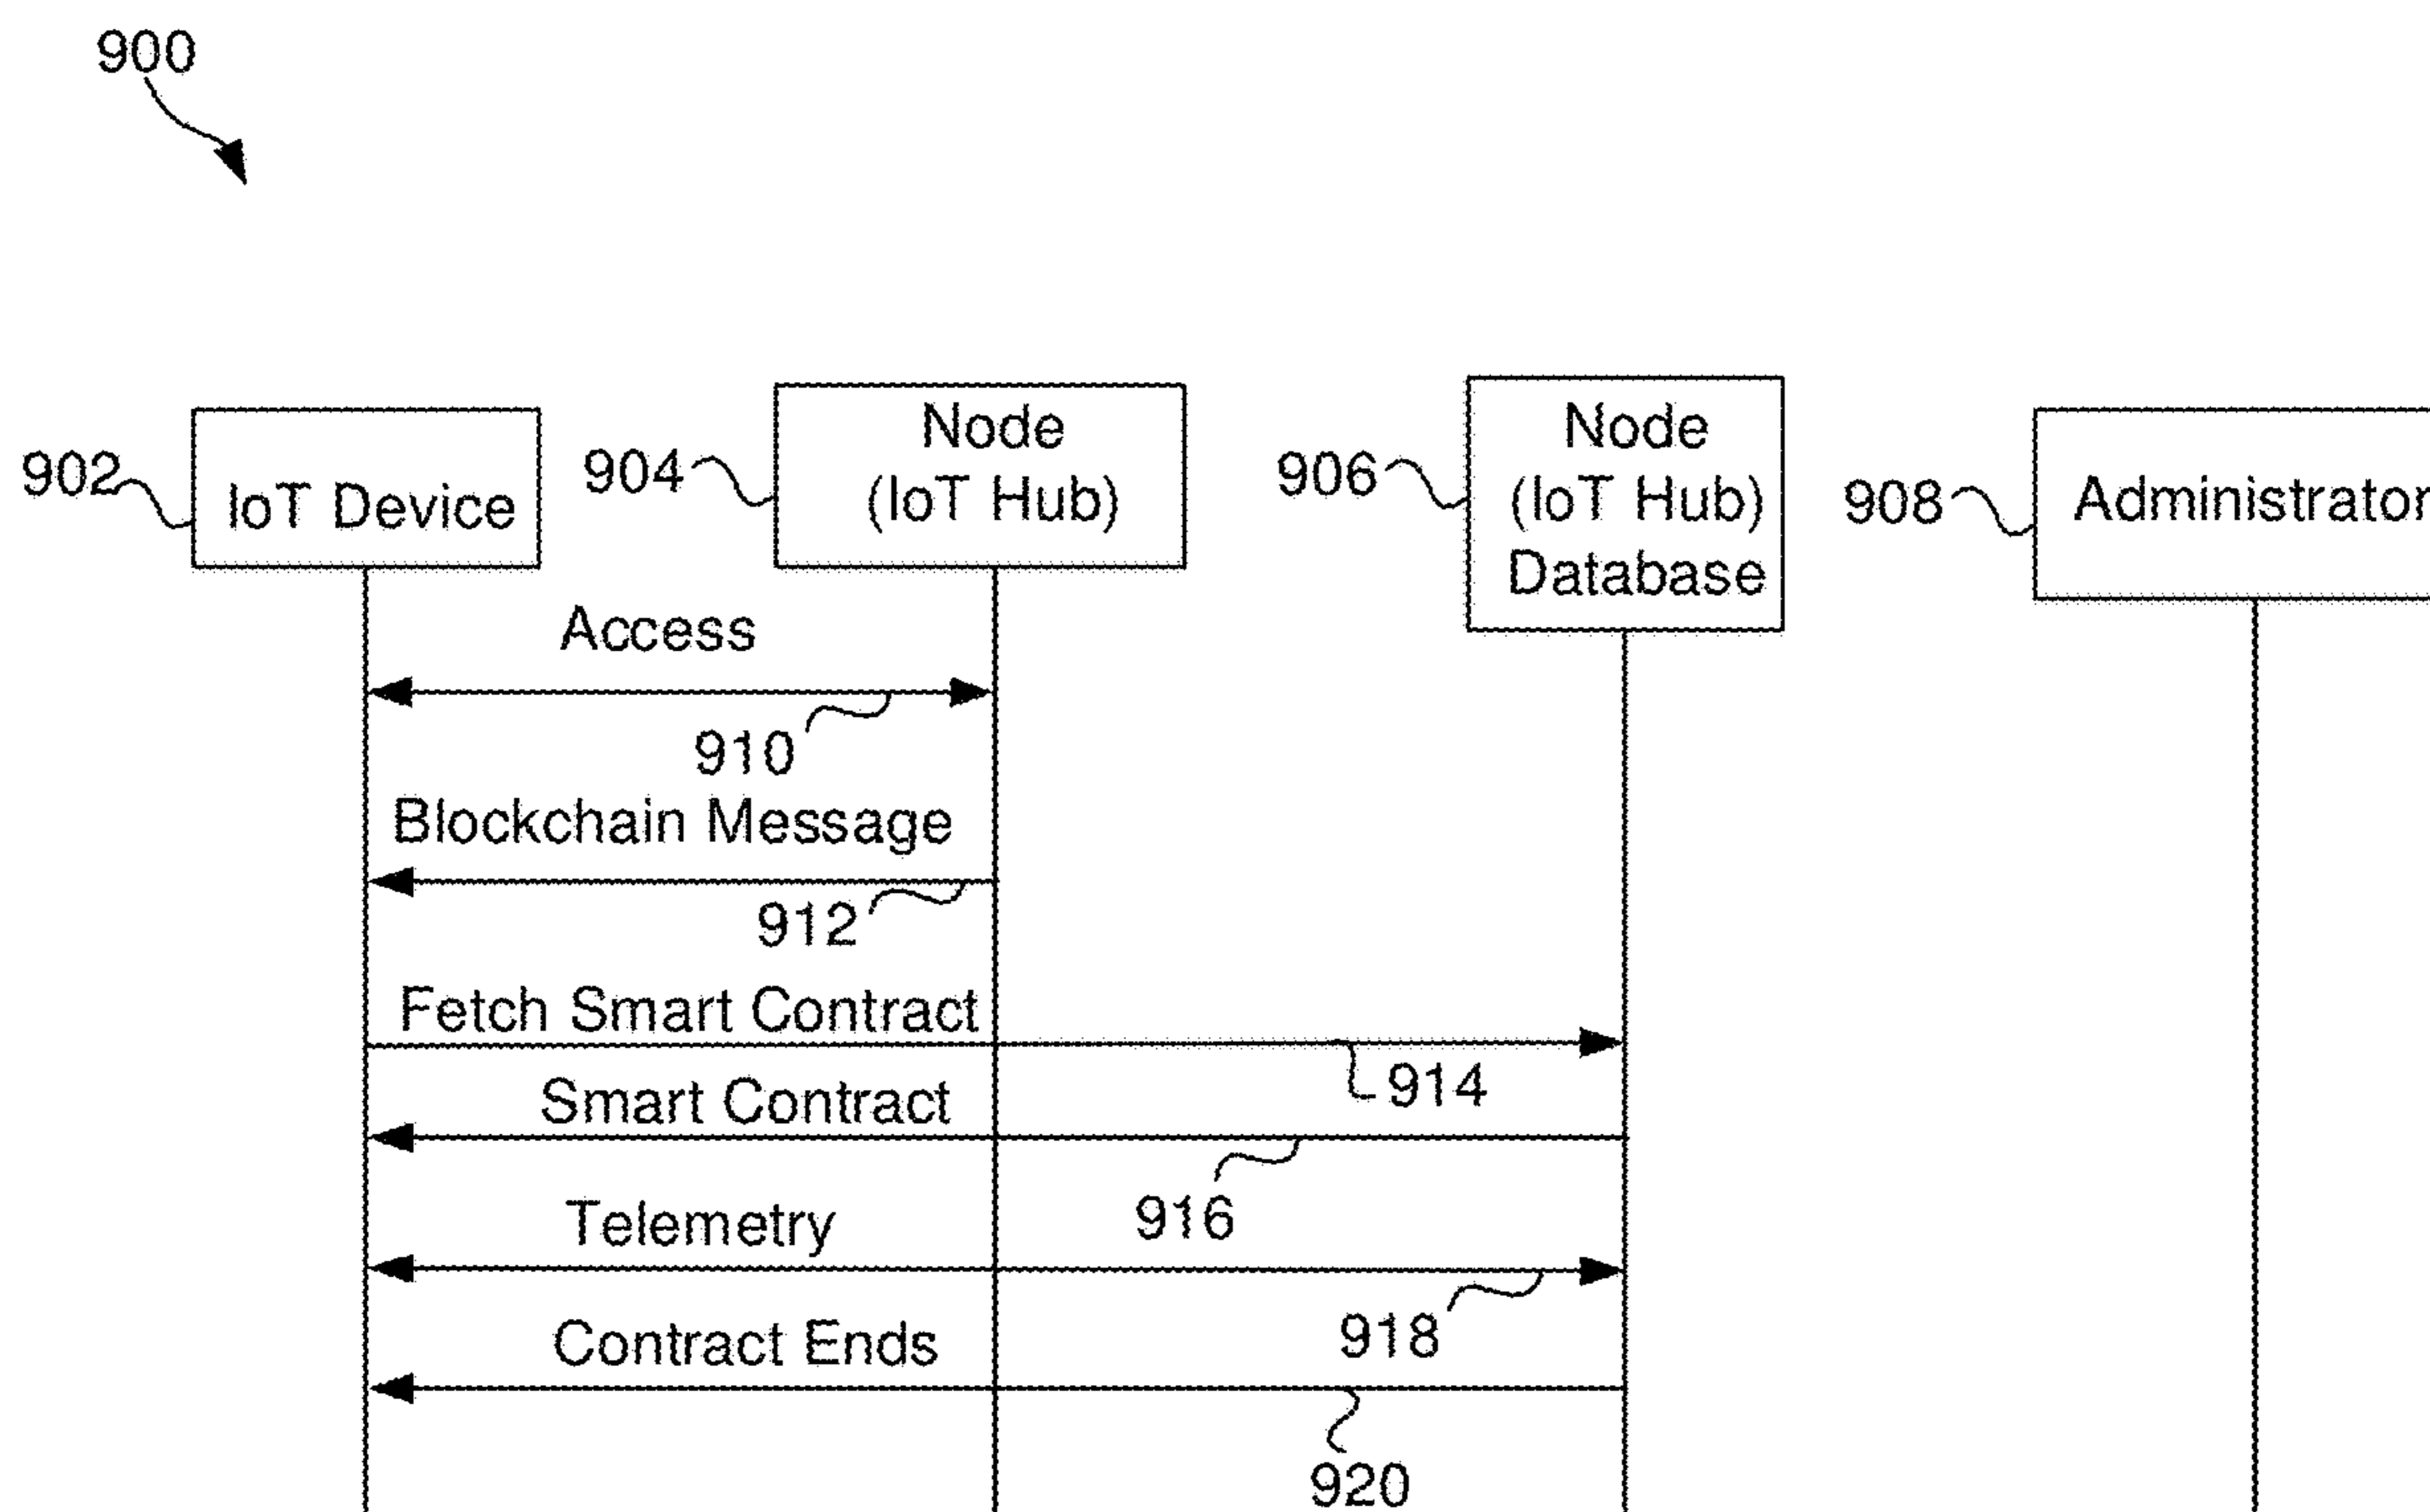 900
902
IoT Device
904
Node
(IoT Hub)
906
Node
(IoT Hub)
Database
908
Administrator
Access
910
Blockchain Message
912
Fetch Smart Contract
914
Smart Contract
916
Telemetry
918
Contract Ends
920